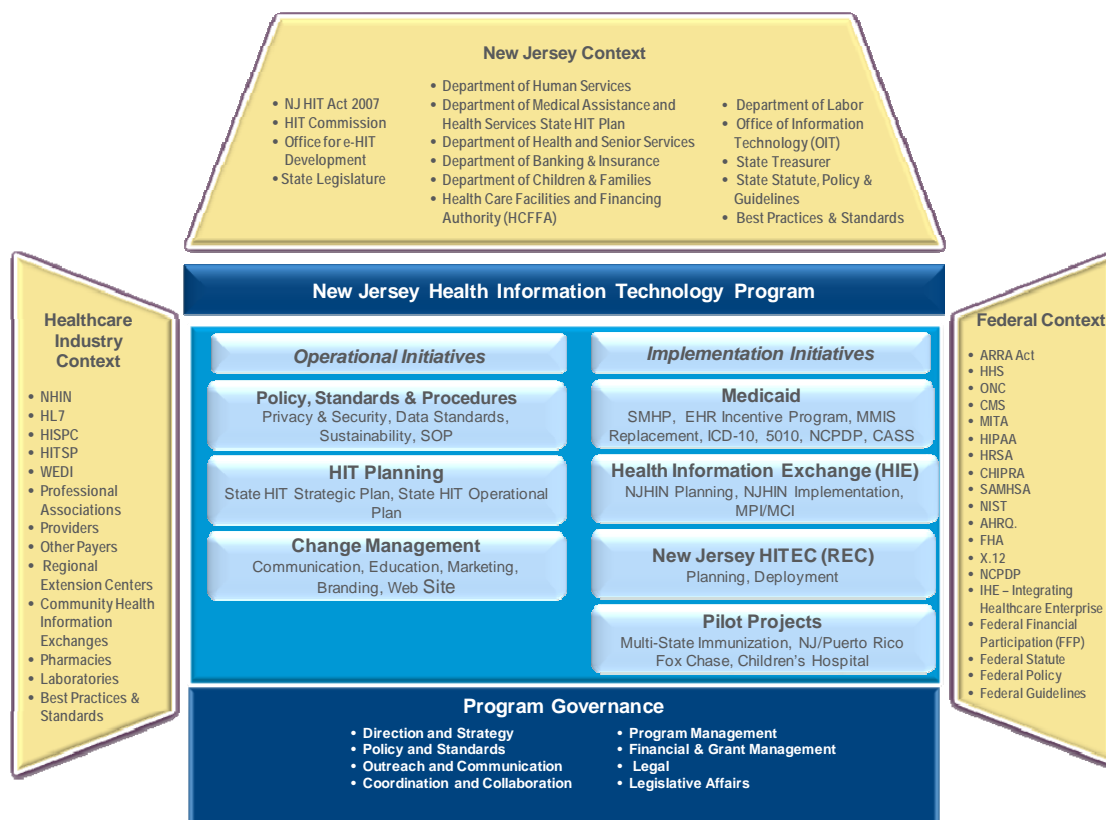 New Jersey Context
• NJ HIT Act 2007
• HIT Commission
• Office for e-HIT
Development
• State Legislature
• Department of Human Services
• Department of Medical Assistance and
Health Services State HIT Plan
• Department of Health and Senior Services
• Department of Banking & Insurance
• Department of Children & Families
• Health Care Facilities and Financing
Authority (HCFFA)
• Department of Labor
• Office of Information
Technology (OIT)
• State Treasurer
• State Statute, Policy &
Guidelines
• Best Practices & Standards
Healthcare
Industry
Context
• NHIN
• HL7
• HISPC
• HITSP
• WEDI
• Professional
Associations
• Providers
• Other Payers
• Regional
Extension Centers
• Community Health
Information
Exchanges
• Pharmacies
• Laboratories
• Best Practices &
Standards
New Jersey Health Information Technology Program
Operational Initiatives
Policy, Standards & Procedures
Privacy & Security, Data Standards,
Sustainability, SOP
HIT Planning
State HIT Strategic Plan, State HIT Operational
Plan
Change Management
Communication, Education, Marketing,
Branding, Web Site
Implementation Initiatives
Medicaid
SMHP, EHR Incentive Program, MMIS
Replacement, ICD-10, 5010, NCPDP, CASS
Health Information Exchange (HIE)
NJHIN Planning, NJHIN Implementation,
MPI/MCI
New Jersey HITEC (REC)
Planning, Deployment
Pilot Projects
Multi-State Immunization, NJ/Puerto Rico
Fox Chase, Children's Hospital
Federal Context
• ARRA Act
• HHS
• ONC
• CMS
• MITA
• HIPAA
• HRSA
• CHIPRA
• SAMHSA
• NIST
• AHRQ.
• FHA
• X.12
• NCPDP
• IHE – Integrating
Healthcare Enterprise
• Federal Financial
Participation (FFP)
• Federal Statute
• Federal Policy
• Federal Guidelines
Program Governance
• Direction and Strategy
• Policy and Standards
• Outreach and Communication
• Coordination and Collaboration
• Program Management
• Financial & Grant Management
• Legal
• Legislative Affairs